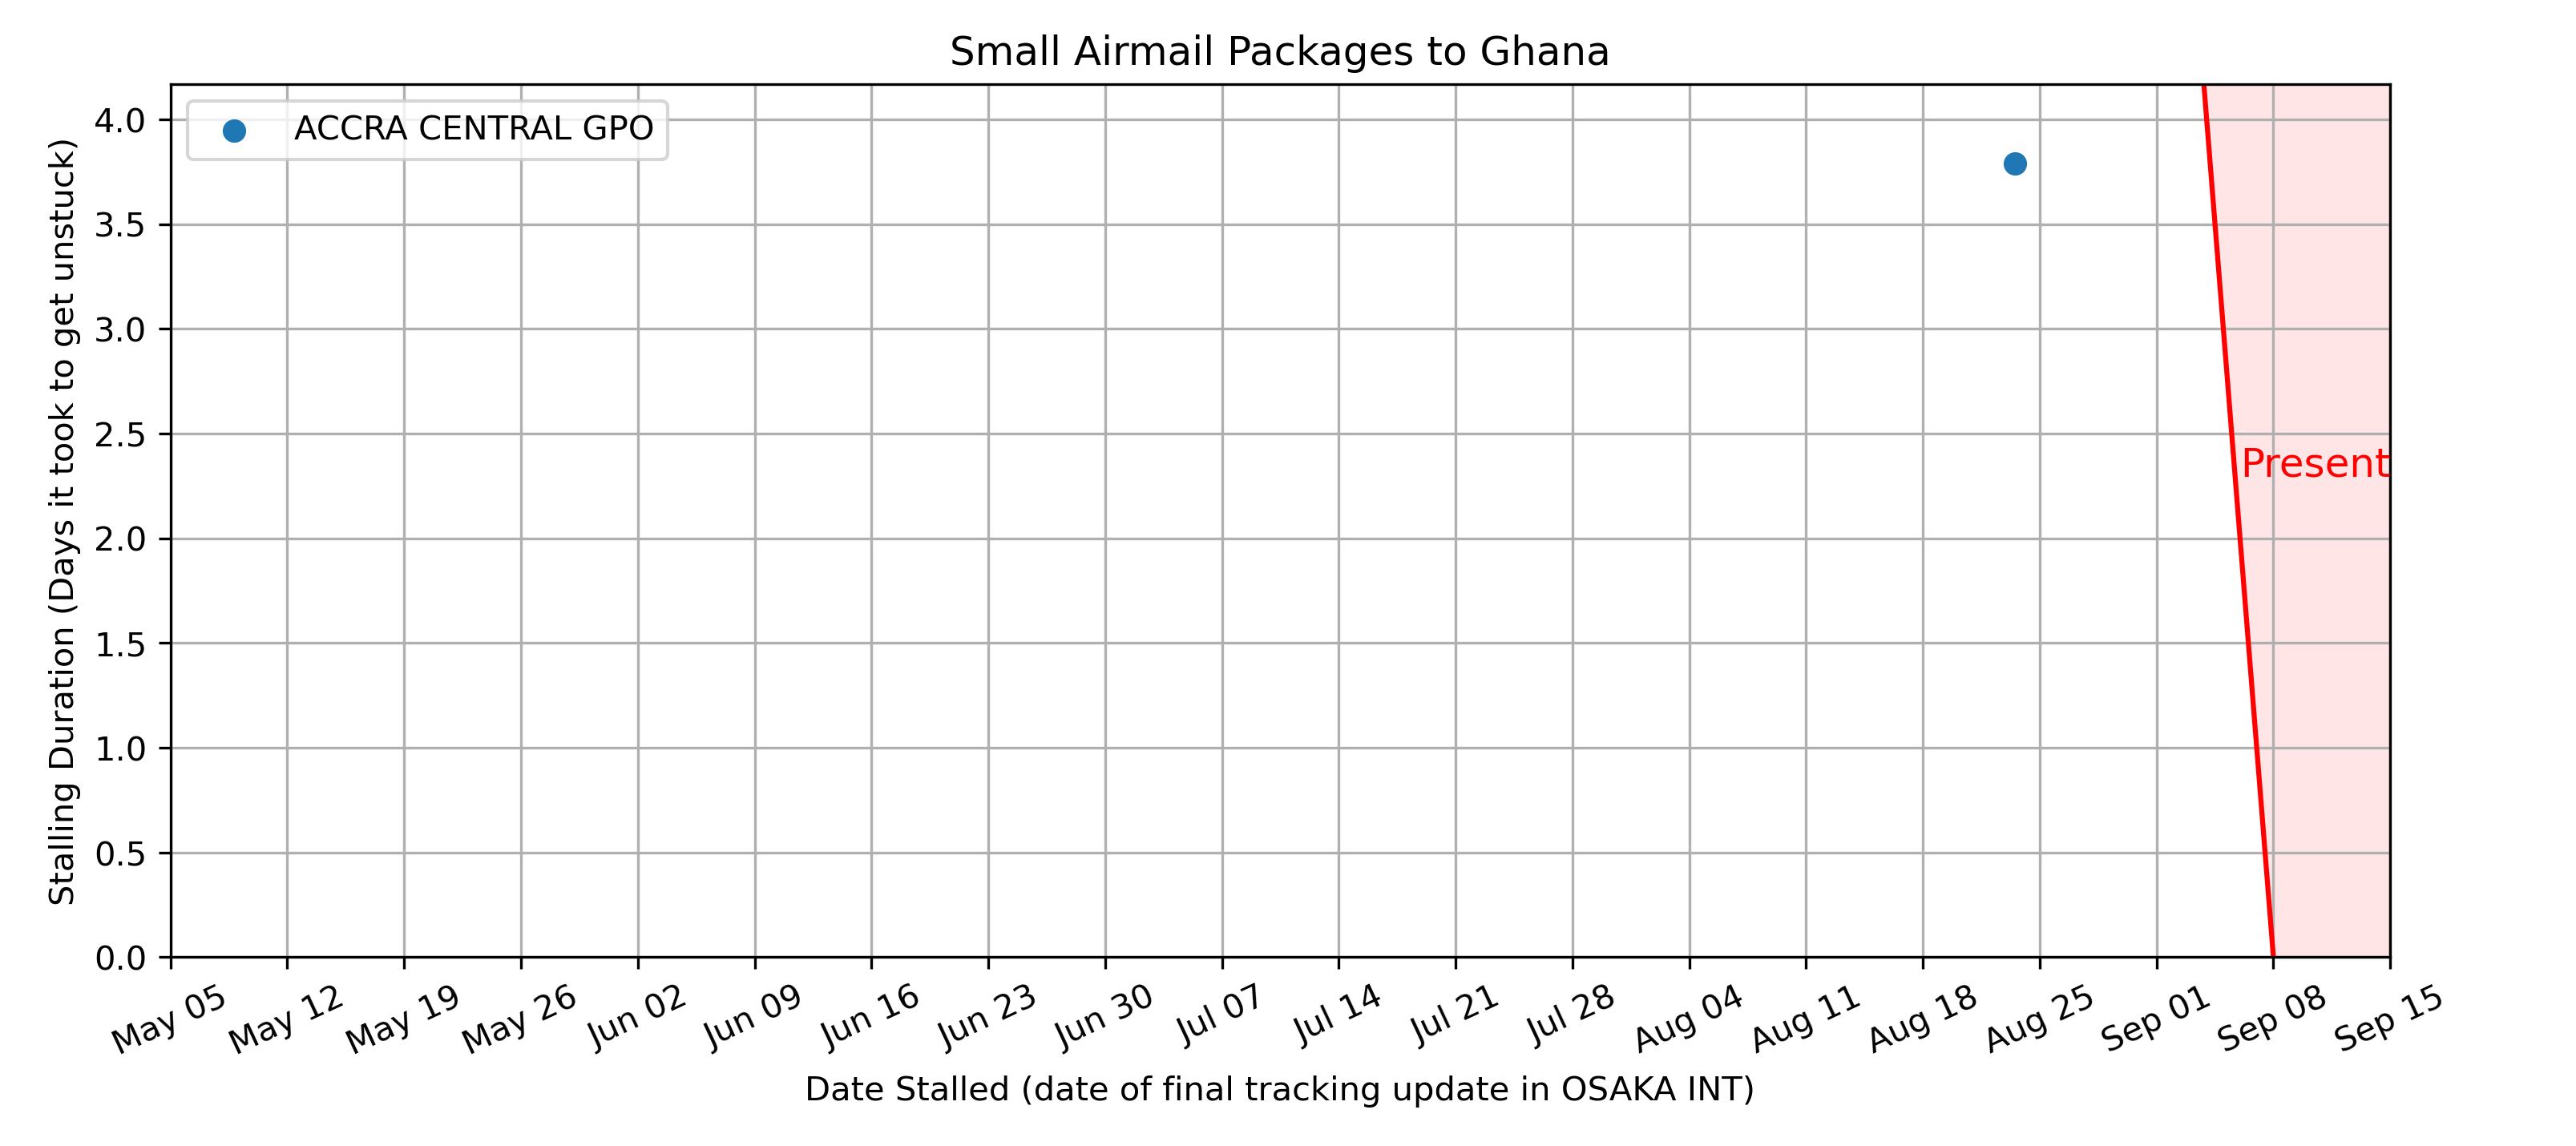 Small Airmail Packages to Ghana
ACCRA CENTRAL GPO
Stalling Duration (Days it took to get unstuck)
4.0
3.5
3.0
2.5
2.0
1.5
1.0
0.5
0.0
Present
May 05 May 12 May 19 May 26 Jun 02 Jun 09 Jun 16 Jun 23 Jun 30 Jul 07 Jul 14 Jul 21 Jul 28 Aug 04 Aug 11 Aug 18 Aug 25 Sep 01 Sep 08 Sep 15
Date Stalled (date of final tracking update in OSAKA INT)